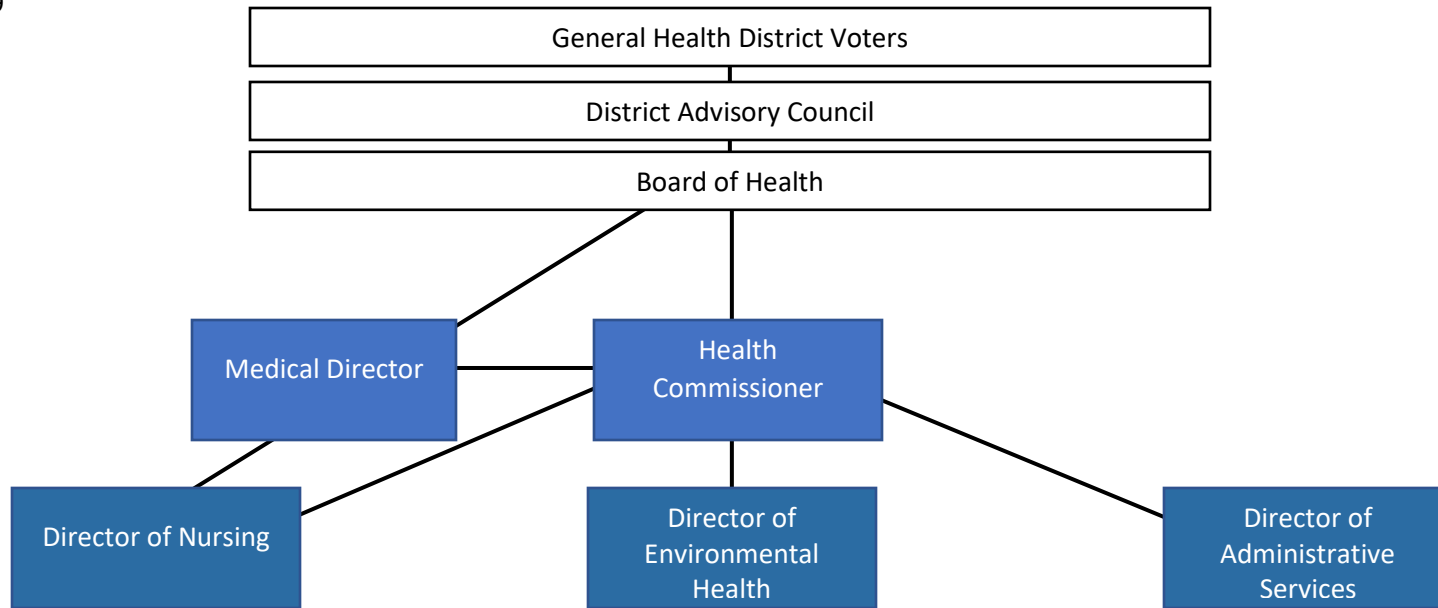 General Health District Voters
District Advisory Council
Board of Health
Medical Director
Health
Commissioner
Director of Nursing
Director of
Environmental
Health
Director of
Administrative
Services